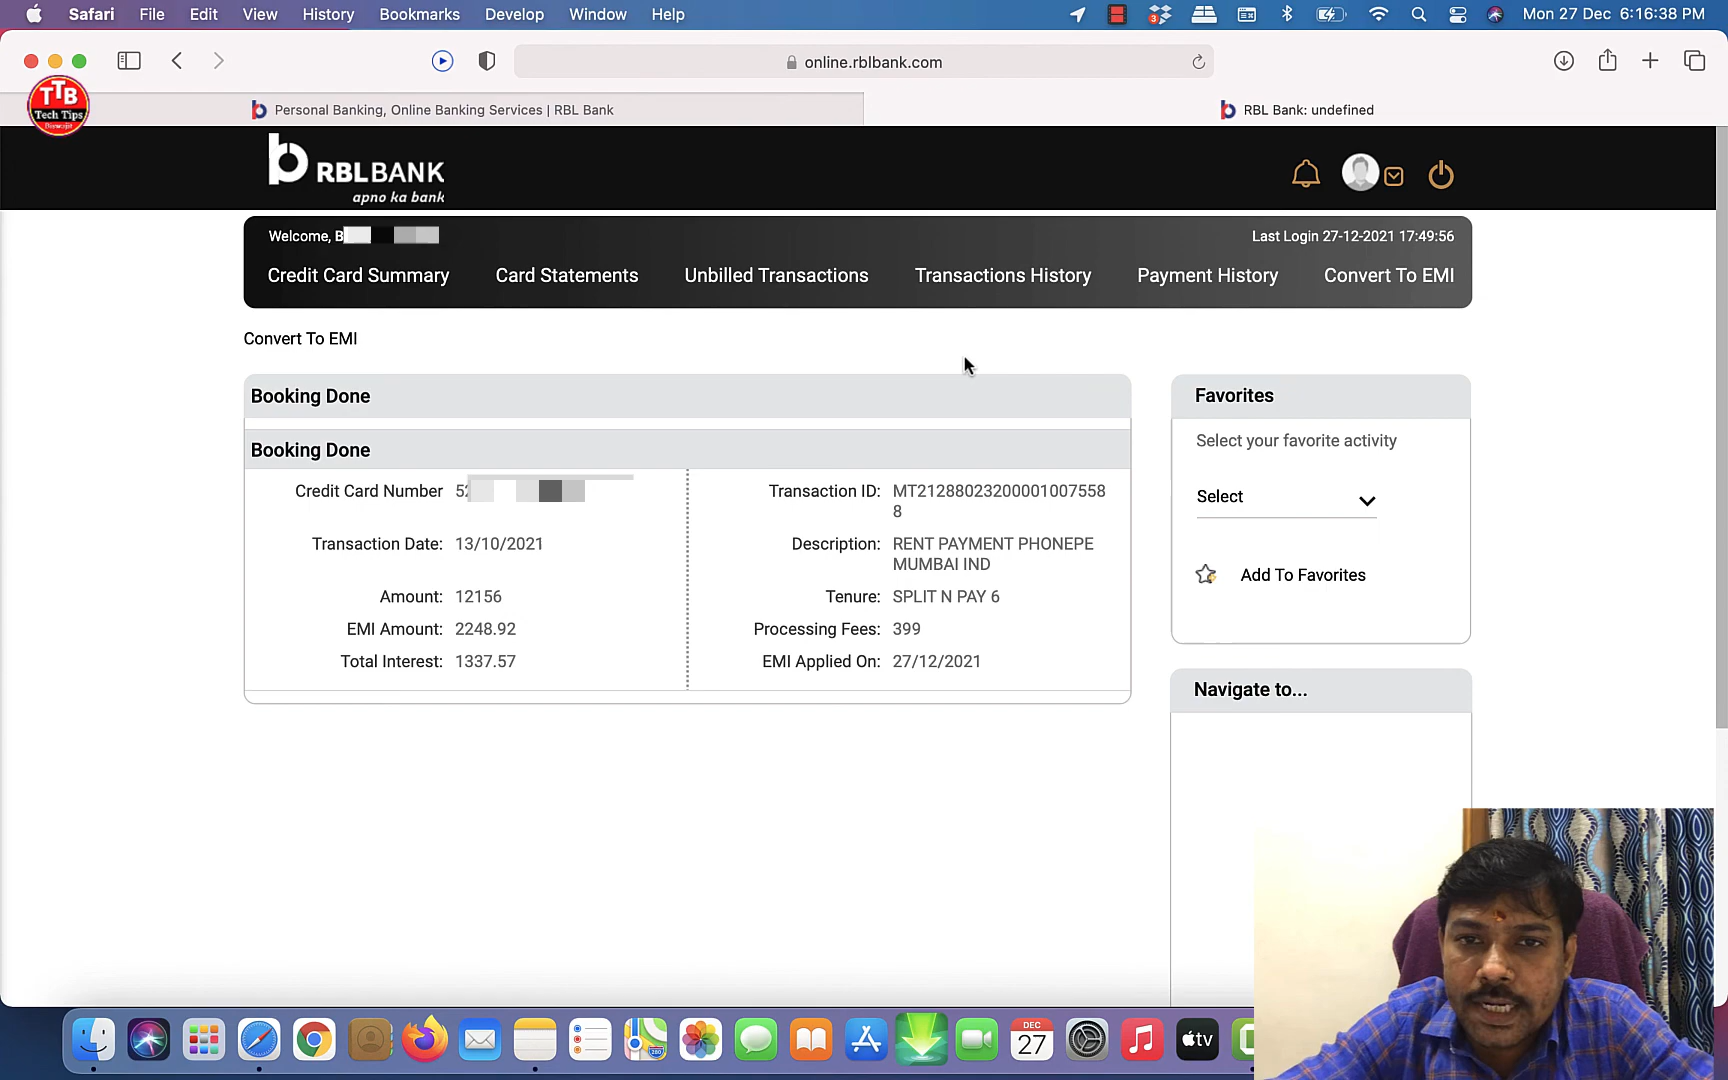 Safari File Edit View History Bookmarks Develop Window Help 3 Mon 27 Dec 6:16:38 PM
online.rblbank.com
TTB
Tech Tips
Personal Banking, Online Banking Services | RBL Bank
RBL Bank: undefined
b RBLBANK
apno ka bank
Welcome, B
Last Login 27-12-2021 17:49:56
Credit Card Summary Card Statements Unbilled Transactions Transactions History Payment History Convert To EMI
Convert To EMI
Booking Done
Booking Done
Credit Card Number 52
Transaction ID: MT2128802320000100755
8
Transaction Date: 13/10/2021
Description: RENT PAYMENT PHONEPE
MUMBAI IND
Amount: 12156
Tenure: SPLIT N PAY 6
EMI Amount: 2248.92
Processing Fees: 399
Total Interest: 1337.57
EMI Applied On: 27/12/2021
Favorites
Select your favorite activity
Select
Add To Favorites
Navigate to...
280
DEC
27
tv